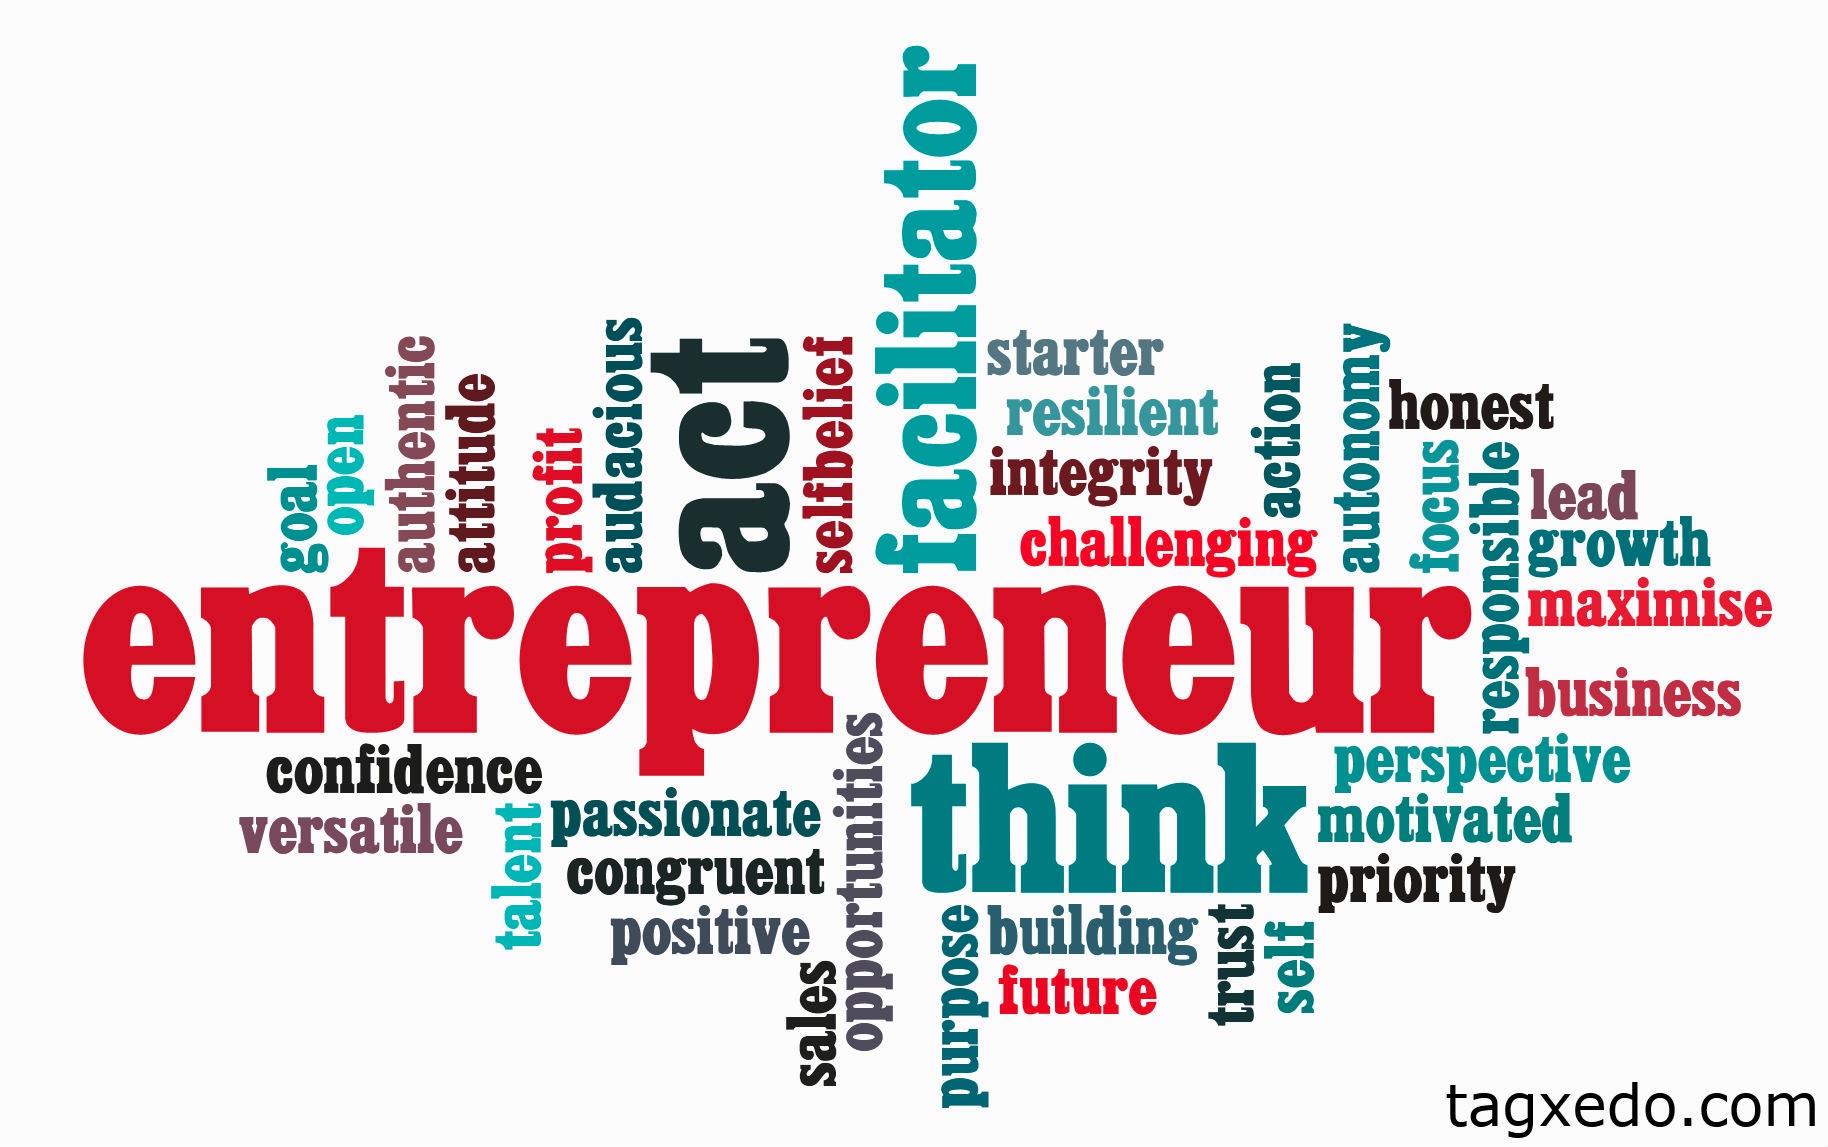 facilitator
starter
resilient
integrity
challenging
goal
open
authentic
attitude
profit
audacious
act
selfbelief
action
autonomy
honest
focus
responsible
lead
growth
maximise
business
entrepreneur
confidence
versatile
talent
passionate
congruent
positive
sales
opportunities
think
perspective
motivated
priority
purpose
building
future
trust
self
tagxedo.com